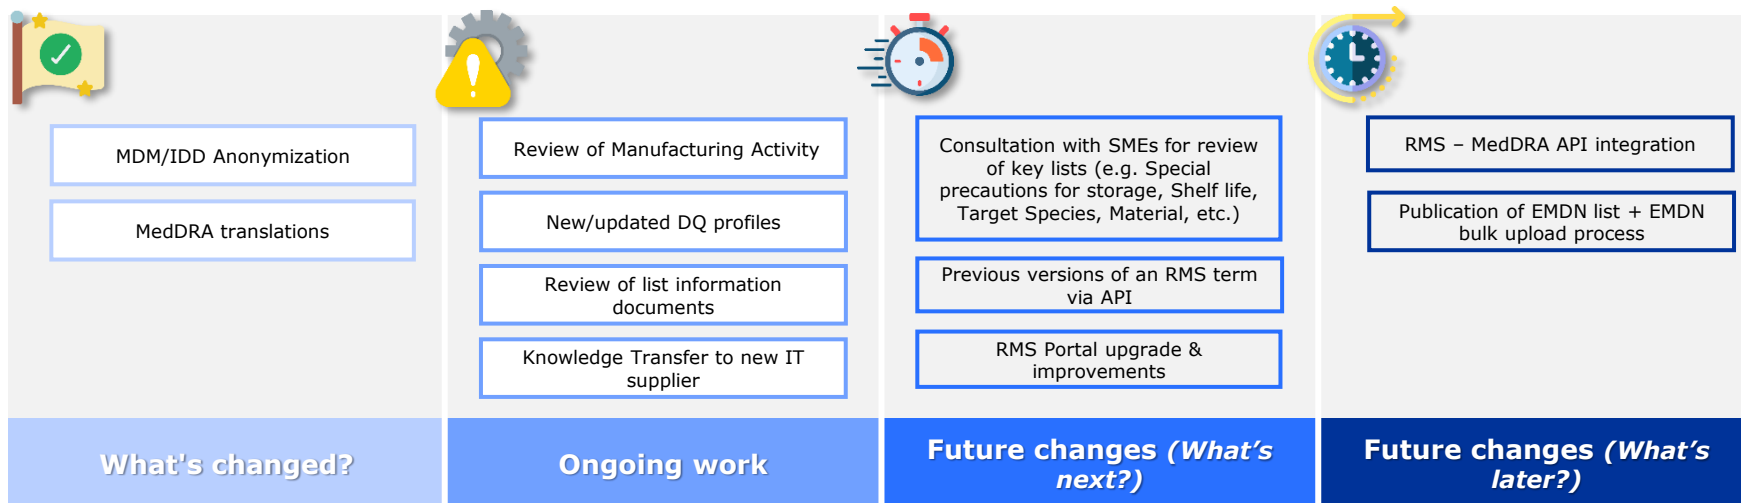 MDM/IDD Anonymization
MedDRA translations
What's changed?
Review of Manufacturing Activity
New/updated DQ profiles
Review of list information
documents
Knowledge Transfer to new IT
supplier
Ongoing work
Consultation with SMEs for review
of key lists (e.g. Special
precautions for storage, Shelf life,
Target Species, Material, etc.)
Previous versions of an RMS term
via API
RMS Portal upgrade &
improvements
Future changes (What’s
next?)
RMS – MedDRA API integration
Publication of EMDN list + EMDN
bulk upload process
Future changes (What’s
later?)